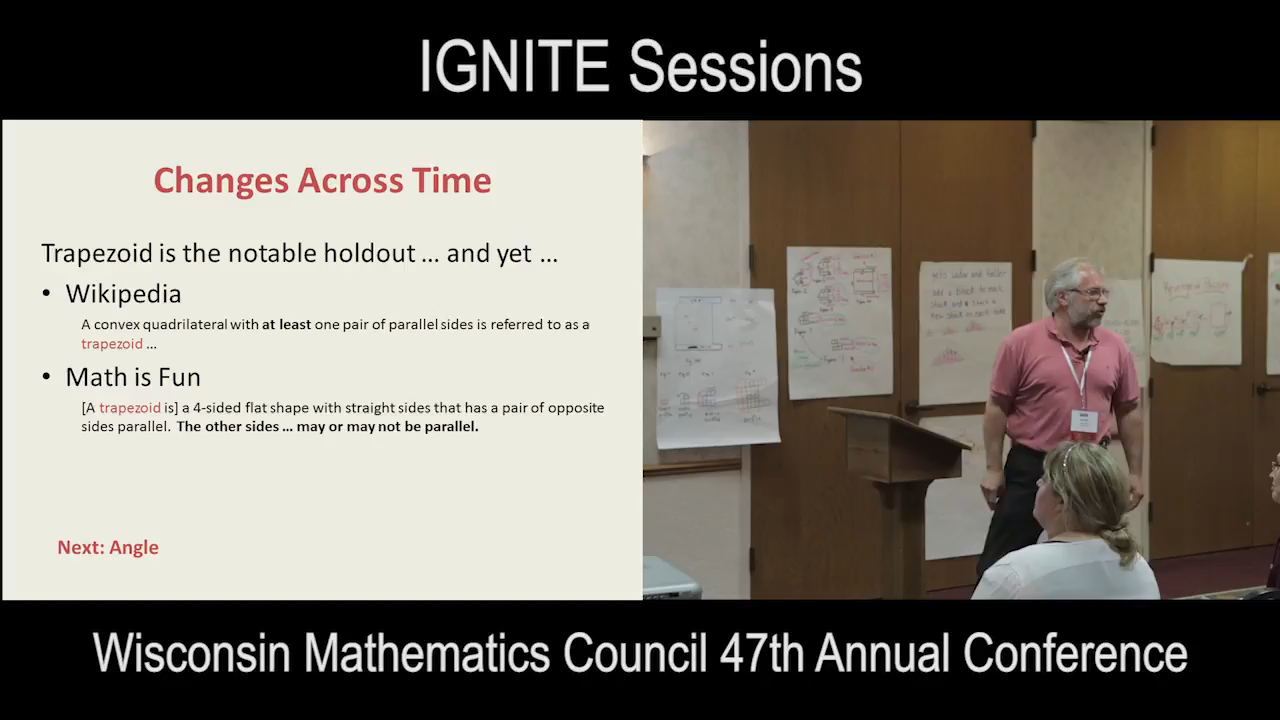 IGNITE Sessions
Changes Across Time
Trapezoid is the notable holdout … and yet …
• Wikipedia
A convex quadrilateral with at least one pair of parallel sides is referred to as a
trapezoid …
• Math is Fun
[A trapezoid is] a 4-sided flat shape with straight sides that has a pair of opposite
sides parallel. The other sides … may or may not be parallel.
Next: Angle
Wisconsin Mathematics Council 47th Annual Conference